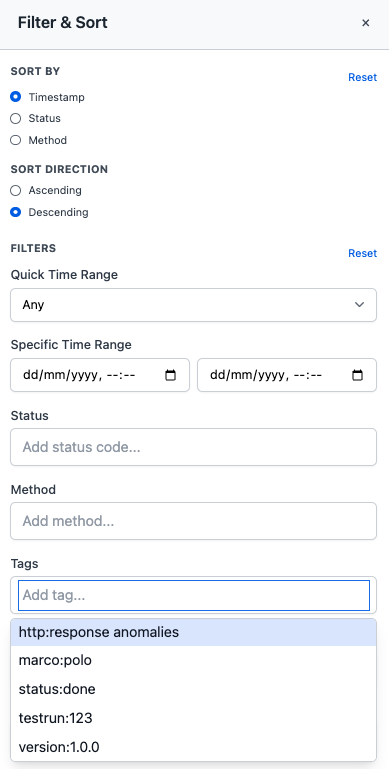 Filter & Sort ×
SORT BY Reset
Timestamp
Status
Method
SORT DIRECTION
Ascending
Descending
FILTERS Reset
Quick Time Range
Any
Specific Time Range
dd/mm/yyyy, --:-- dd/mm/yyyy, --:--
Status
Add status code...
Method
Add method...
Tags
Add tag...
http:response anomalies
marco:polo
status:done
testrun:123
version:1.0.0